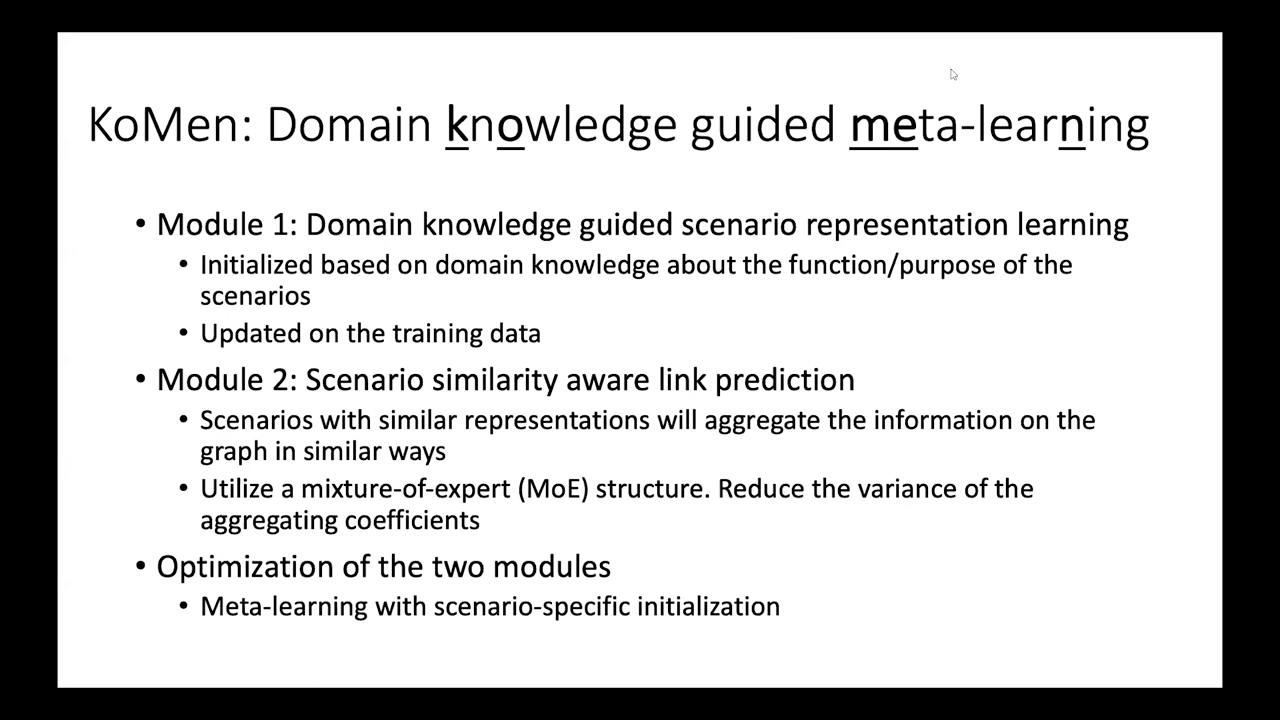 KoMen: Domain knowledge guided meta-learning
• Module 1: Domain knowledge guided scenario representation learning
• Initialized based on domain knowledge about the function/purpose of the
scenarios
• Updated on the training data
• Module 2: Scenario similarity aware link prediction
• Scenarios with similar representations will aggregate the information on the
graph in similar ways
• Utilize a mixture-of-expert (MoE) structure. Reduce the variance of the
aggregating coefficients
• Optimization of the two modules
• Meta-learning with scenario-specific initialization